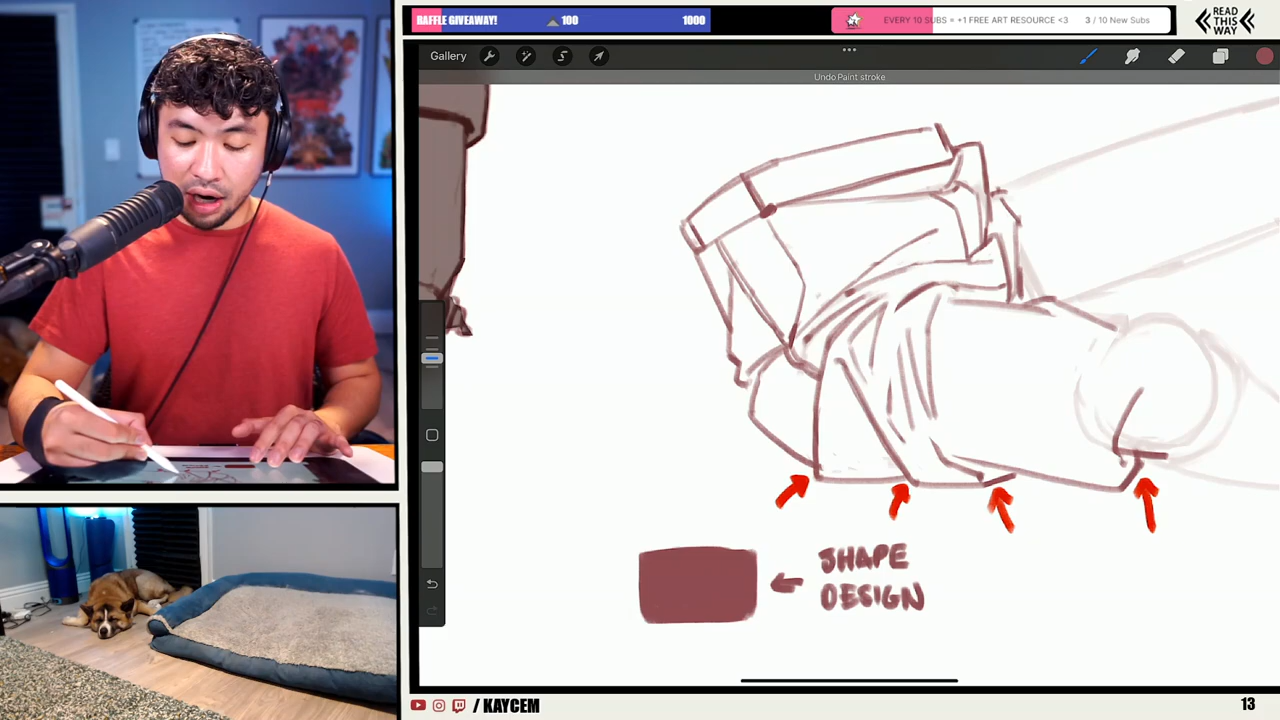 RAFFLE GIVEAWAY!
100
1000
EVERY 10 SUBS = +1 FREE ART RESOURCE <3
3 / 10 New Subs
READ
THIS
WAY
Gallery
Undo Paint stroke
SHAPE
DESIGN
/ KAYCEM
13